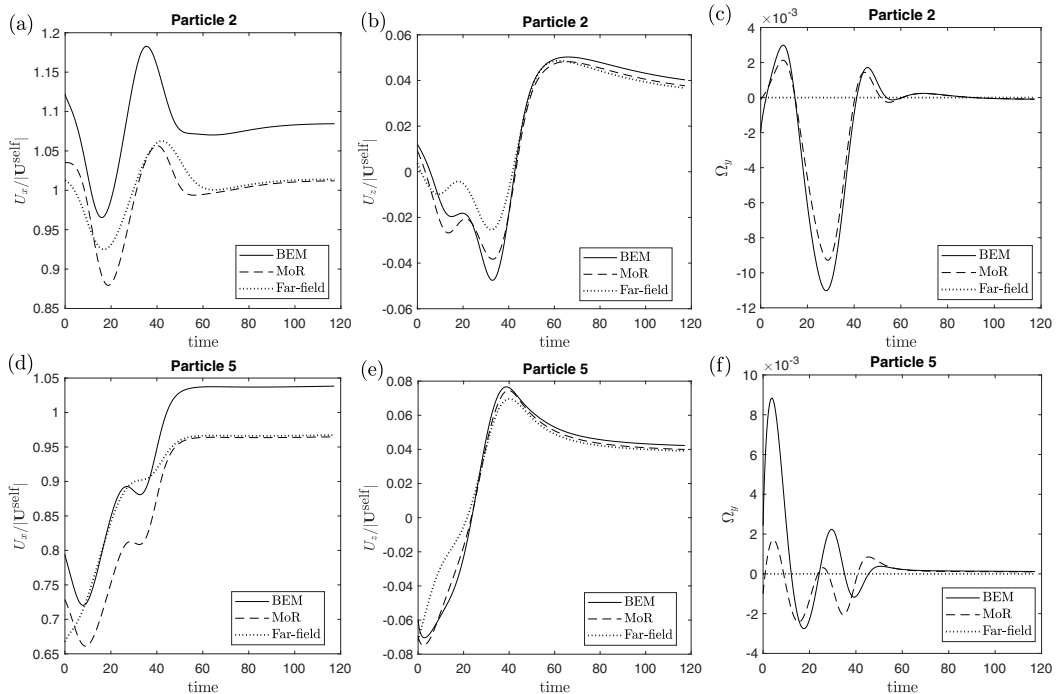 (a)
Particle 2
1.2
1.15
1.1
1.05
1
0.95
0.9
0.85
U_x/|U^self|
0 20 40 60 80 100 120
time
BEM
MoR
Far-field
(b)
Particle 2
0.06
0.04
0.02
0
-0.02
-0.04
-0.06
U_z/|U^self|
0 20 40 60 80 100 120
time
BEM
MoR
Far-field
(c)
Particle 2
×10⁻³
4
2
0
-2
-4
-6
-8
-10
-12
Ω_y
0 20 40 60 80 100 120
time
BEM
MoR
Far-field
(d)
Particle 5
1.05
1
0.95
0.9
0.85
0.8
0.75
0.7
0.65
U_x/|U^self|
0 20 40 60 80 100 120
time
BEM
MoR
Far-field
(e)
Particle 5
0.08
0.06
0.04
0.02
0
-0.02
-0.04
-0.06
-0.08
U_z/|U^self|
0 20 40 60 80 100 120
time
BEM
MoR
Far-field
(f)
Particle 5
×10⁻³
10
8
6
4
2
0
-2
-4
Ω_y
0 20 40 60 80 100 120
time
BEM
MoR
Far-field